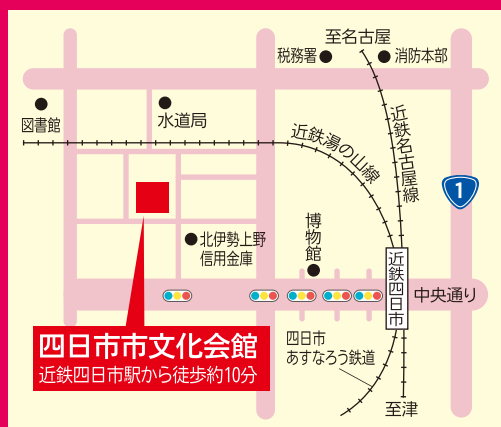 至名古屋
税務署
消防本部
図書館
水道局
近鉄湯の山線
近鉄名古屋線
1
博物館
北伊勢上野
信用金庫
近鉄四日市
中央通り
四日市市文化会館
近鉄四日市駅から徒歩約10分
四日市
あすなろう鉄道
至津